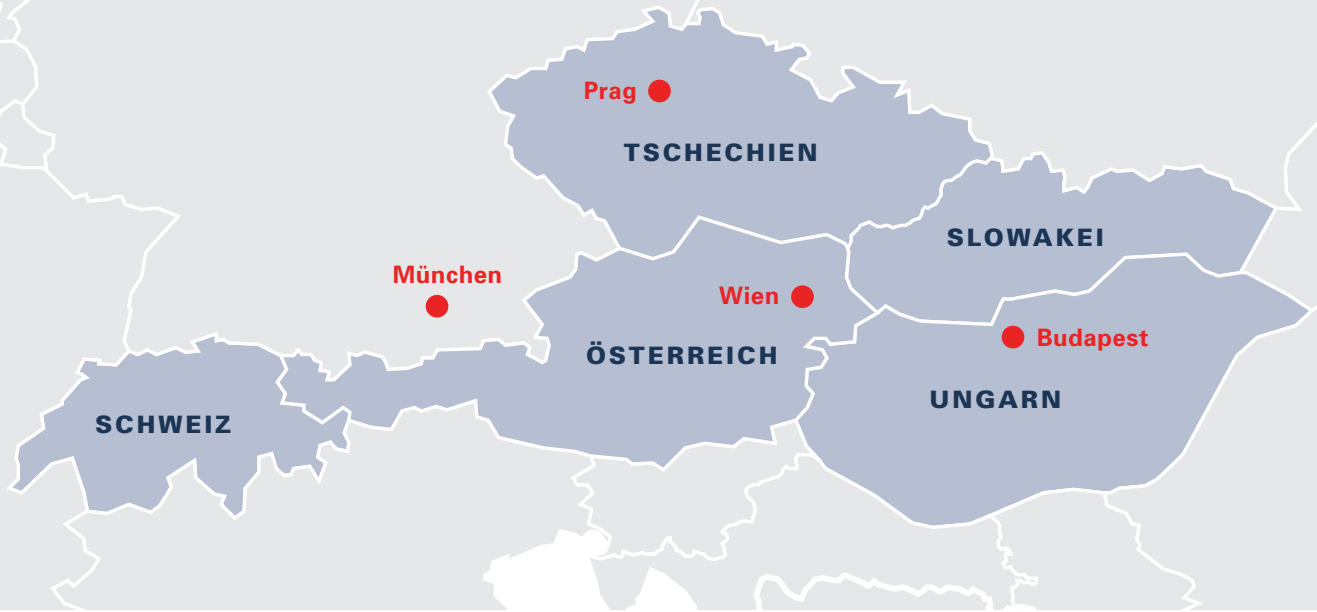 Prag
TSCHECHIEN
SLOWAKEI
München
Wien
Budapest
ÖSTERREICH
UNGARN
SCHWEIZ